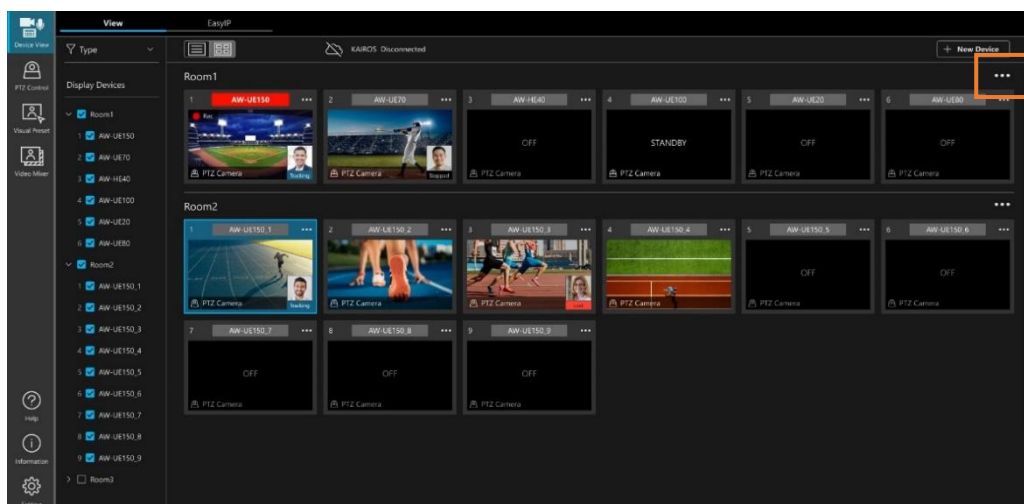 View
EasyIP
Device View
Type
KAIROS Disconnected
+ New Device
PTZ Control
Display Devices
Room1
Visual Preset
Room1
1 AW-UE150
2 AW-UE70
3 AW-HE40
4 AW-UE100
5 AW-UE20
6 AW-UE80
Video Mixer
1 AW-UE150
Rec
PTZ Camera
Tracking
2 AW-UE70
PTZ Camera
Stopped
3 AW-HE40
OFF
PTZ Camera
4 AW-UE100
STANDBY
PTZ Camera
5 AW-UE20
OFF
PTZ Camera
6 AW-UE80
OFF
PTZ Camera
Room2
Room2
1 AW-UE150_1
2 AW-UE150_2
3 AW-UE150_3
4 AW-UE150_4
5 AW-UE150_5
6 AW-UE150_6
7 AW-UE150_7
8 AW-UE150_8
9 AW-UE150_9
Room3
1 AW-UE150_1
PTZ Camera
Tracking
2 AW-UE150_2
PTZ Camera
3 AW-UE150_3
PTZ Camera
Lost
4 AW-UE150_4
PTZ Camera
5 AW-UE150_5
OFF
PTZ Camera
6 AW-UE150_6
OFF
PTZ Camera
7 AW-UE150_7
OFF
PTZ Camera
8 AW-UE150_8
OFF
PTZ Camera
9 AW-UE150_9
OFF
PTZ Camera
Help
Information